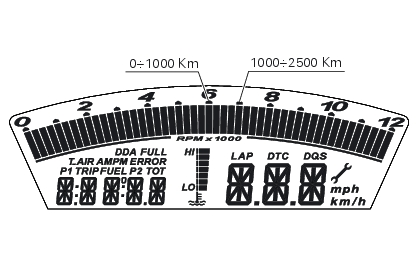 0÷1000 Km 1000÷2500 Km
0 2 4 6 8 10 12
RPM x 1000
DDA FULL HI LAP DTC DQS
T.AIR AMPM ERROR
P1 TRIP FUEL P2 TOT
LO mph
km/h